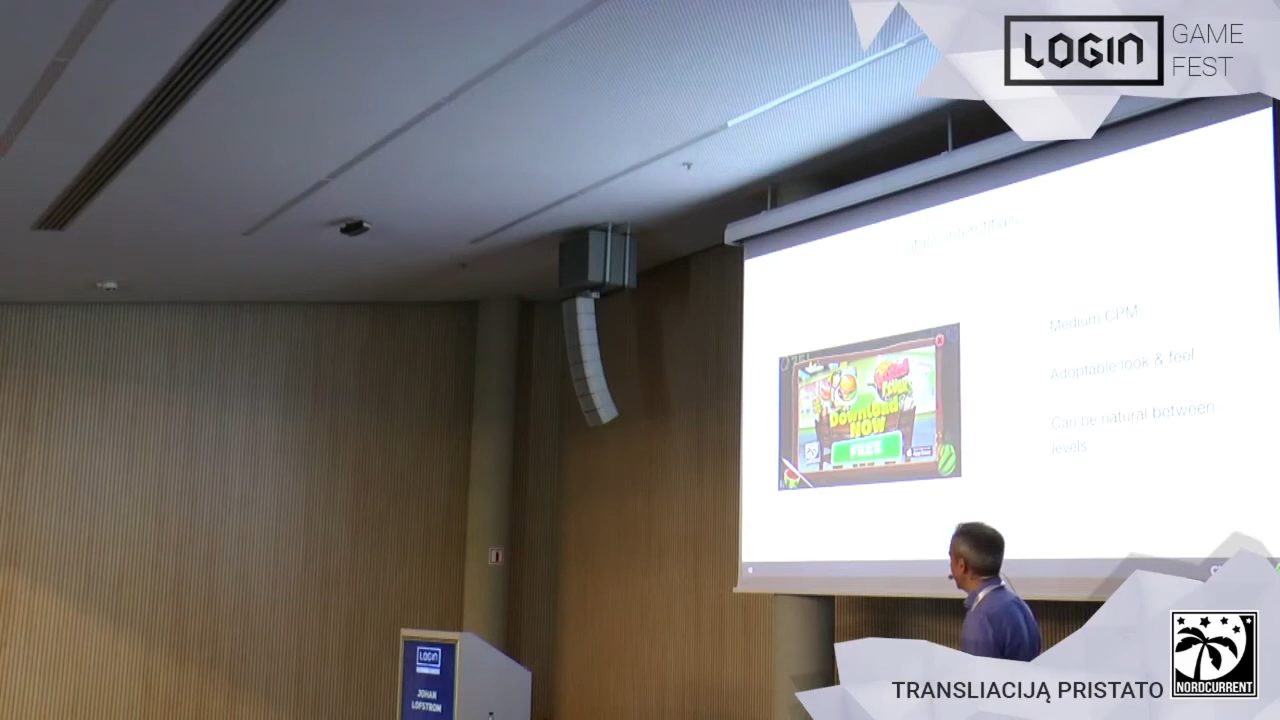 LOGIN
GAME
FEST
Medium CPM
Adoptable look & feel
Can be natural between
levels
Download
NOW
FREE
LOGIN
JOHAN
LOFSTROM
TRANSLIACIJĄ PRISTATO
NORDCURRENT